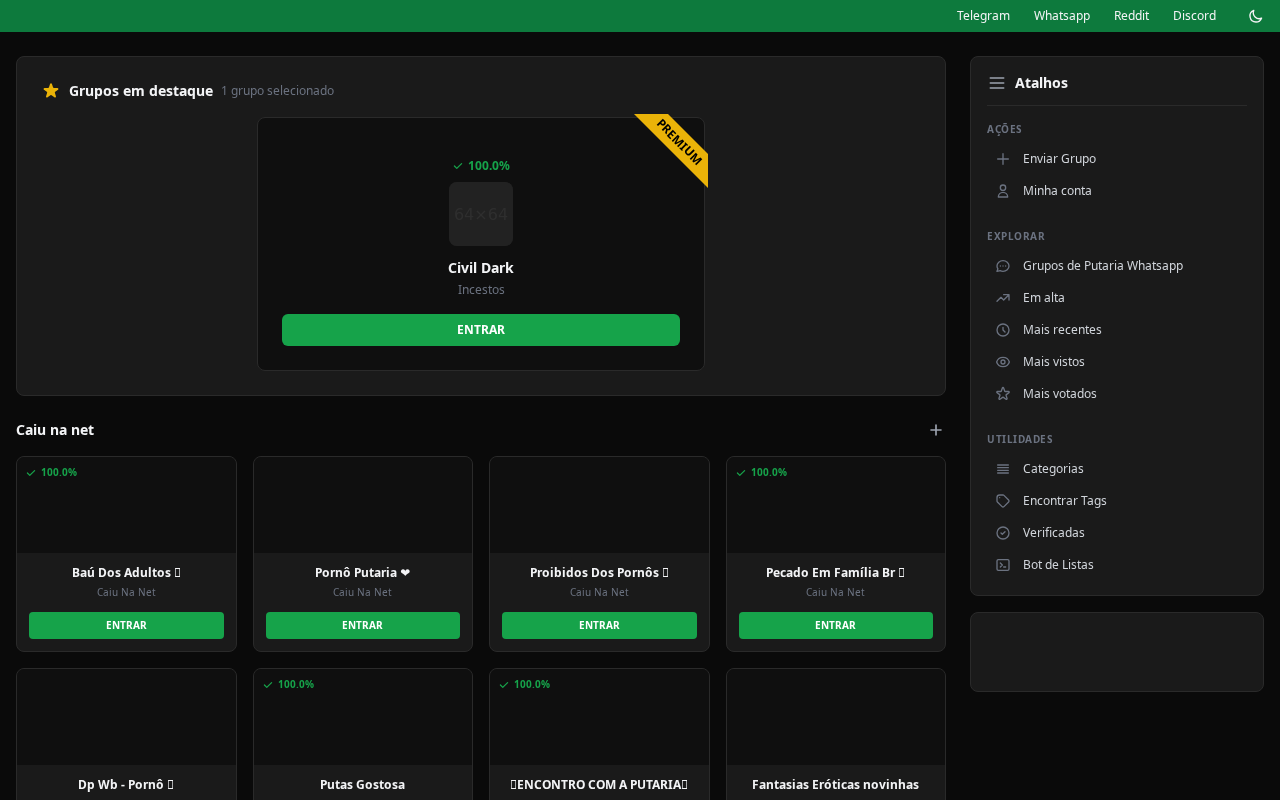 Telegram Whatsapp Reddit Discord
Grupos em destaque 1 grupo selecionado
PREMIUM
100.0%
64×64
Civil Dark
Incestos
ENTRAR
Caiu na net
100.0%
Baú Dos Adultos
Caiu Na Net
ENTRAR
Pornô Putaria ❤
Caiu Na Net
ENTRAR
Proibidos Dos Pornôs
Caiu Na Net
ENTRAR
100.0%
Pecado Em Família Br
Caiu Na Net
ENTRAR
Dp Wb - Pornô
100.0%
Putas Gostosa
100.0%
ENCONTRO COM A PUTARIA
Fantasias Eróticas novinhas
Atalhos
AÇÕES
Enviar Grupo
Minha conta
EXPLORAR
Grupos de Putaria Whatsapp
Em alta
Mais recentes
Mais vistos
Mais votados
UTILIDADES
Categorias
Encontrar Tags
Verificadas
Bot de Listas